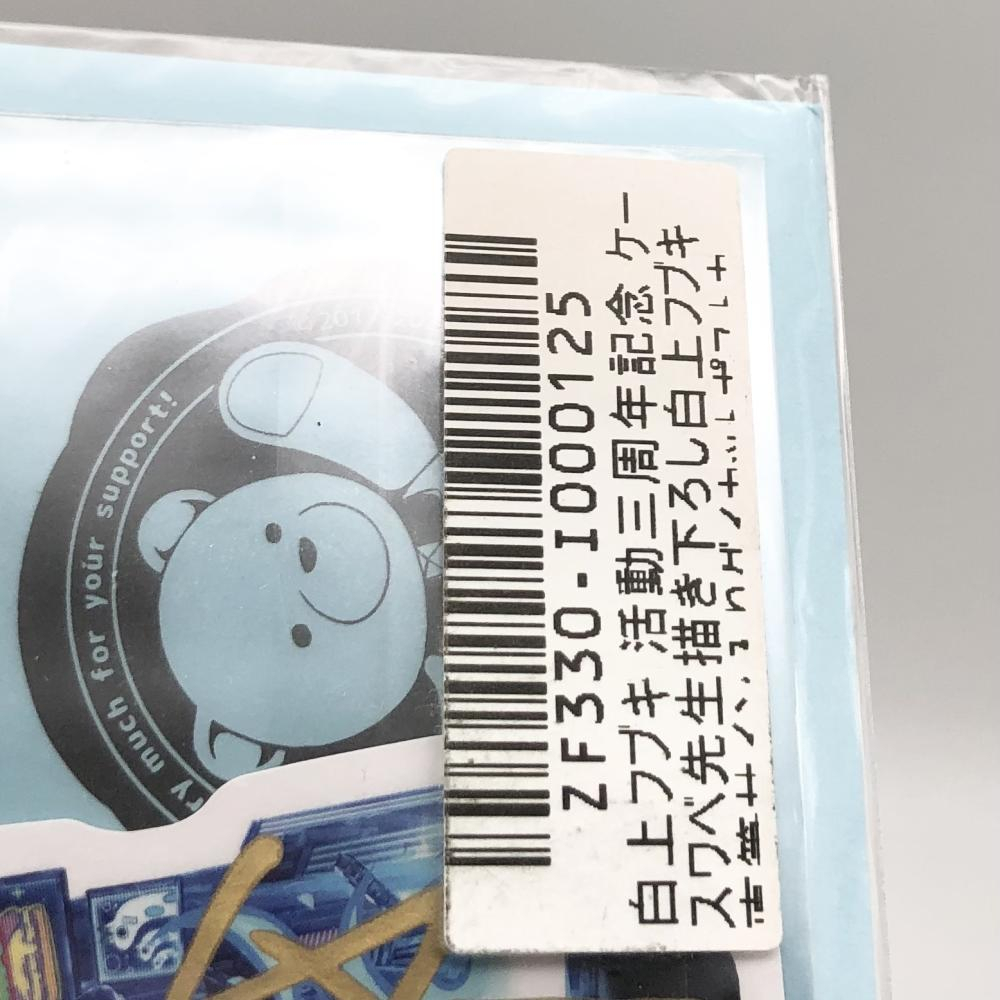 ZF330-I000125
白上フブキ 活動三周年記念 ケー
スワベ先生描き下ろし白上フブキ
ry much for your support!